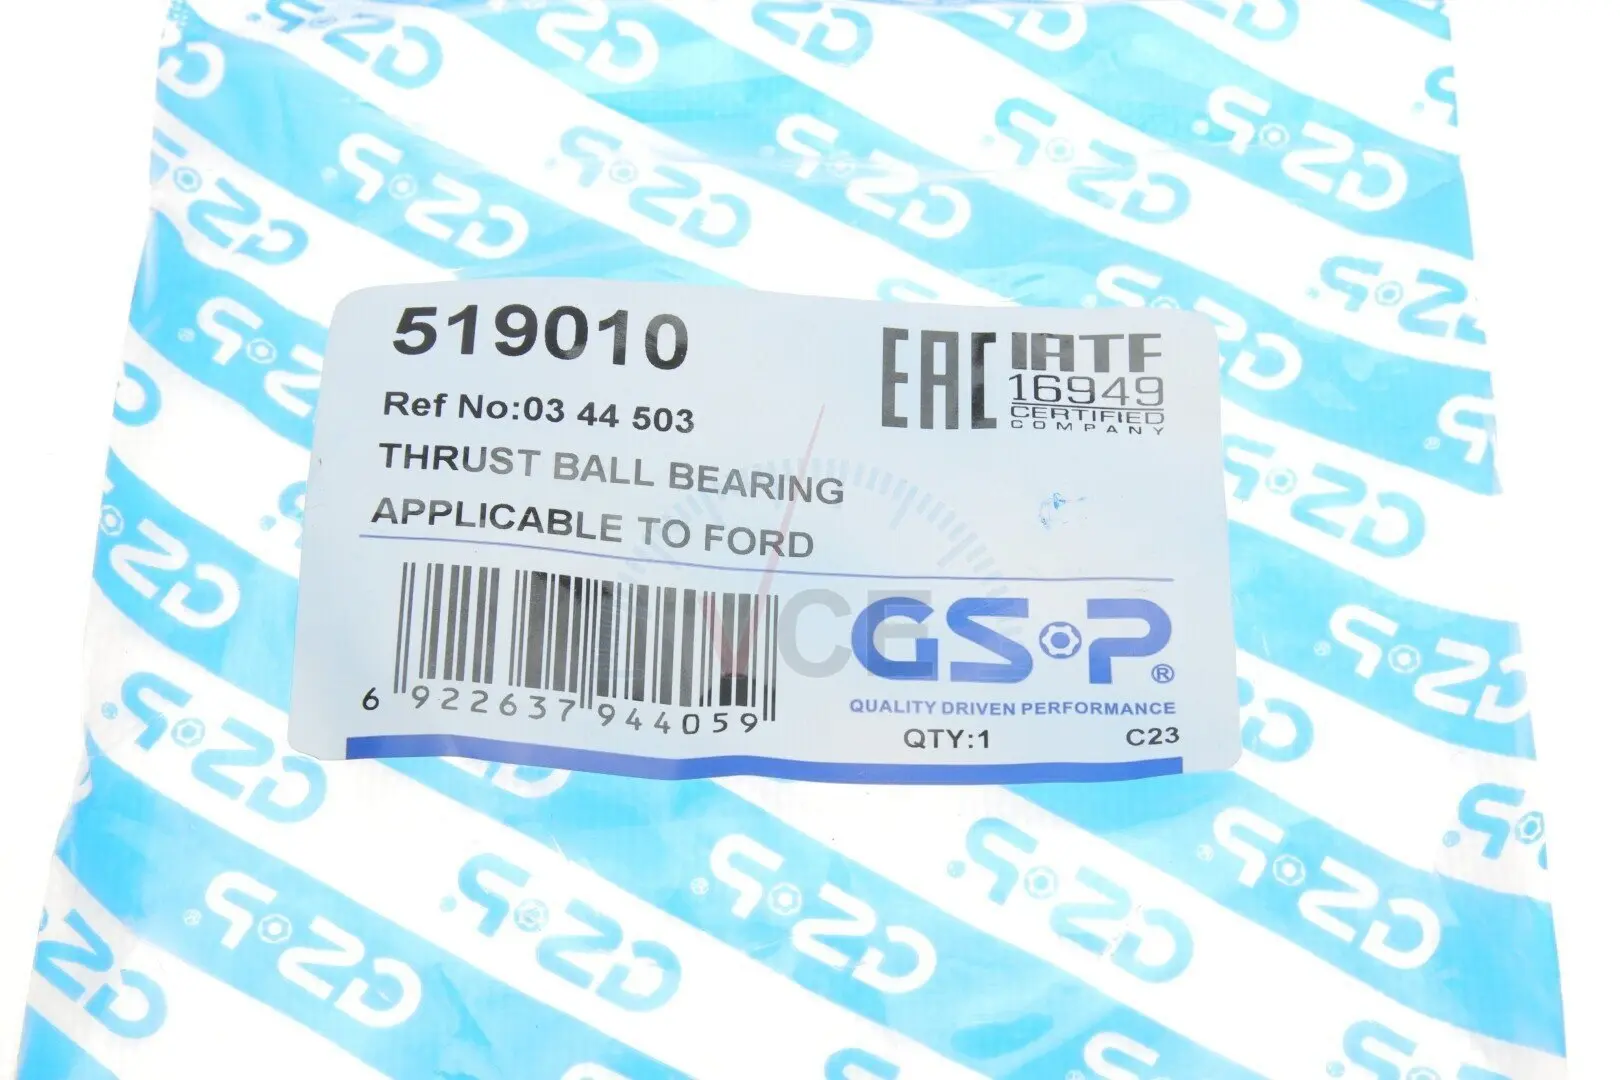 519010
Ref No:03 44 503
THRUST BALL BEARING
APPLICABLE TO FORD
EAC
IATF
16949
CERTIFIED
COMPANY
6 922637 944059
VCE
GSP®
QUALITY DRIVEN PERFORMANCE
QTY:1
C23